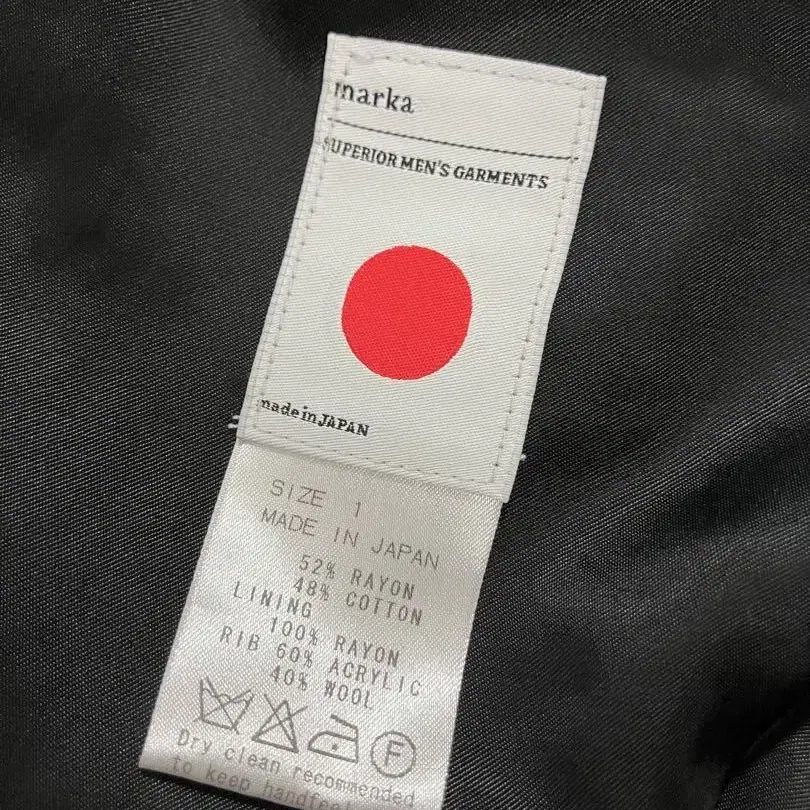 marka
SUPERIOR MEN'S GARMENTS
made in JAPAN
SIZE 1
MADE IN JAPAN
52% RAYON
48% COTTON
LINING
100% RAYON
RIB 60% ACRYLIC
40% WOOL
F
Dry clean recommended
to keep